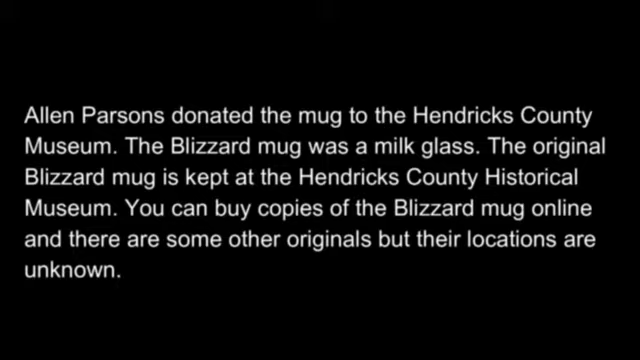 Allen Parsons donated the mug to the Hendricks County
Museum. The Blizzard mug was a milk glass. The original
Blizzard mug is kept at the Hendricks County Historical
Museum. You can buy copies of the Blizzard mug online
and there are some other originals but their locations are
unknown.